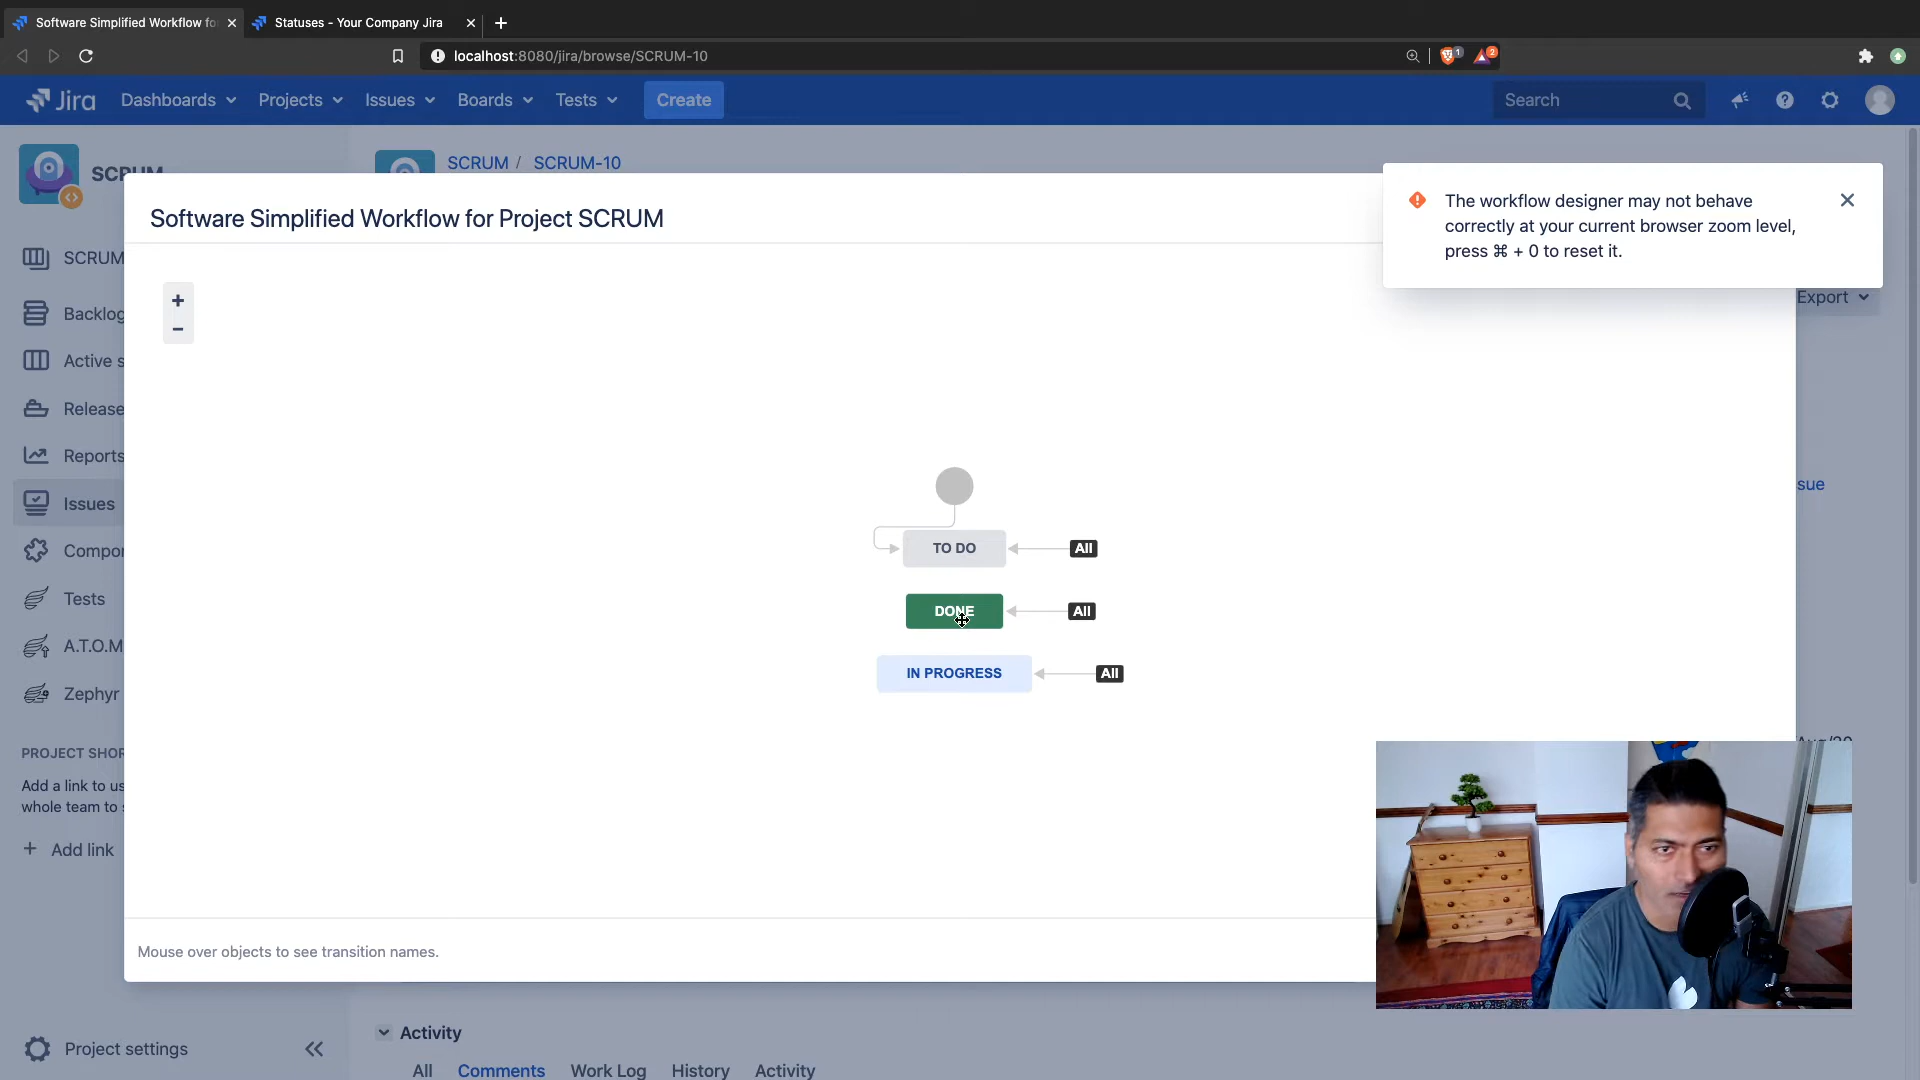 Software Simplified Workflow fo
Statuses - Your Company Jira
localhost:8080/jira/browse/SCRUM-10
1
2
Jira
Dashboards
Projects
Issues
Boards
Tests
Create
Search
SCRUM
SCRUM / SCRUM-10
The workflow designer may not behave
correctly at your current browser zoom level,
press ⌘ + 0 to reset it.
Software Simplified Workflow for Project SCRUM
SCRUM
Export
+
−
Backlog
Active s
Release
Reports
Issues
sue
TO DO
All
Compon
DONE
All
Tests
A.T.O.M
IN PROGRESS
All
Zephyr
PROJECT SHOR
Add a link to us
whole team to s
+ Add link
Mouse over objects to see transition names.
Activity
Project settings
All
Comments
Work Log
History
Activity